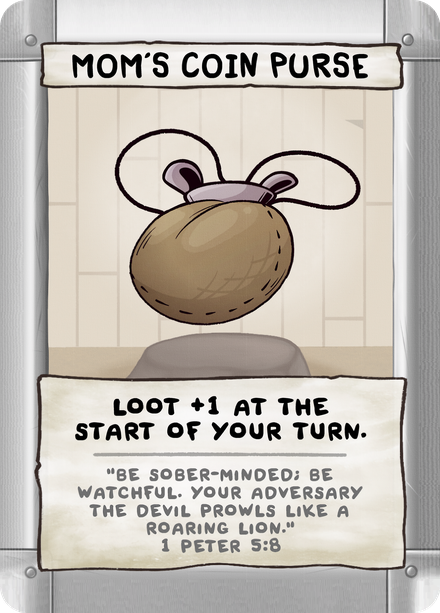 MOM'S COIN PURSE
LOOT +1 AT THE
START OF YOUR TURN.
"BE SOBER-MINDED; BE
WATCHFUL. YOUR ADVERSARY
THE DEVIL PROWLS LIKE A
ROARING LION."
1 PETER 5:8